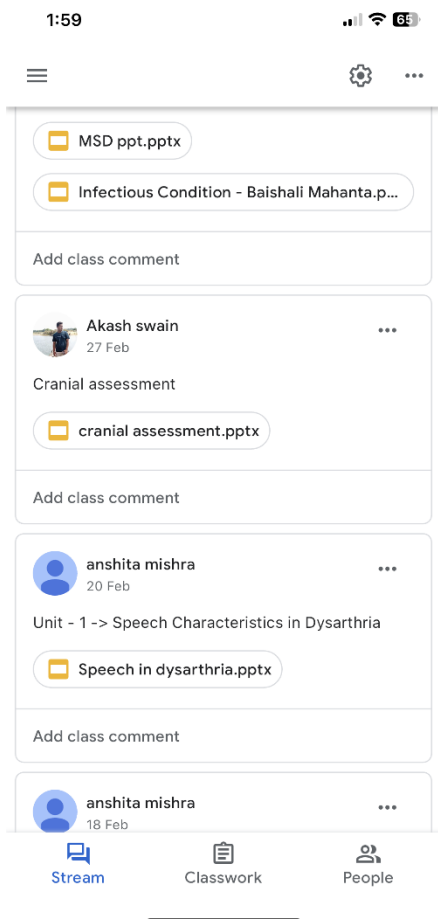 1:59
65
MSD ppt.pptx
Infectious Condition - Baishali Mahanta.p...
Add class comment
Akash swain
27 Feb
Cranial assessment
cranial assessment.pptx
Add class comment
anshita mishra
20 Feb
Unit - 1 -> Speech Characteristics in Dysarthria
Speech in dysarthria.pptx
Add class comment
anshita mishra
18 Feb
Stream
Classwork
People